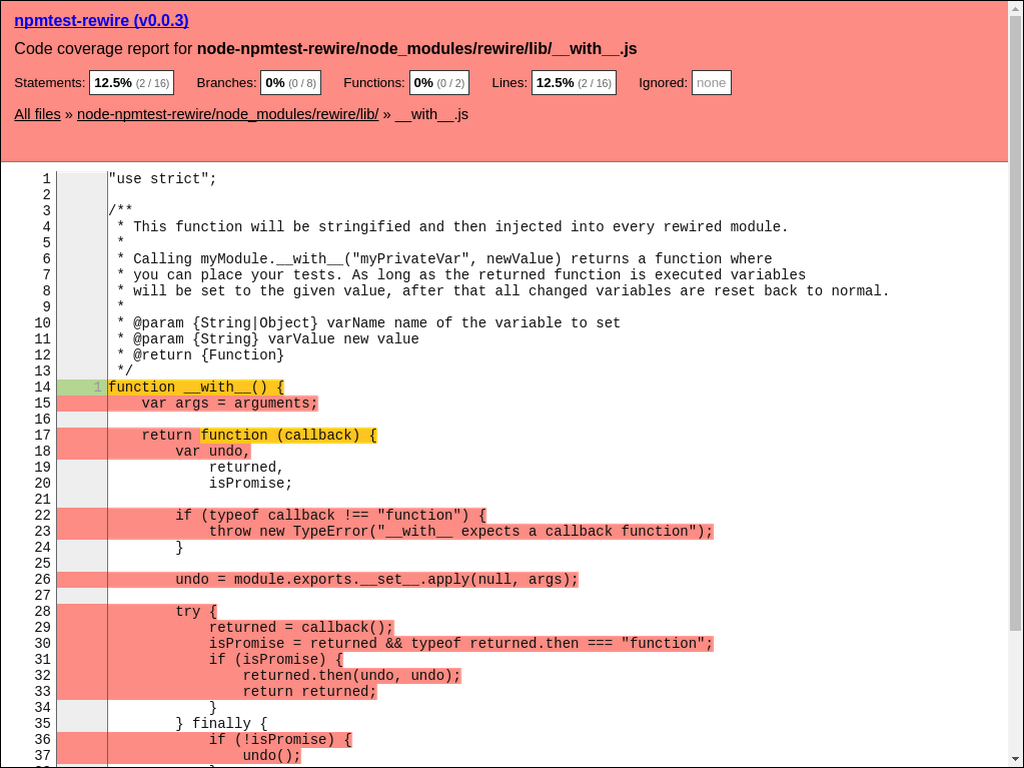 npmtest-rewire (v0.0.3)
Code coverage report for node-npmtest-rewire/node_modules/rewire/lib/__with__.js
Statements: 12.5% (2 / 16) Branches: 0% (0 / 8) Functions: 0% (0 / 2) Lines: 12.5% (2 / 16) Ignored: none
All files » node-npmtest-rewire/node_modules/rewire/lib/ » __with__.js
1 "use strict";
2
3 /**
4 * This function will be stringified and then injected into every rewired module.
5 *
6 * Calling myModule.__with__("myPrivateVar", newValue) returns a function where
7 * you can place your tests. As long as the returned function is executed variables
8 * will be set to the given value, after that all changed variables are reset back to normal.
9 *
10 * @param {String|Object} varName name of the variable to set
11 * @param {String} varValue new value
12 * @return {Function}
13 */
14 1 function __with__() {
15 var args = arguments;
16
17 return function (callback) {
18 var undo,
19 returned,
20 isPromise;
21
22 if (typeof callback !== "function") {
23 throw new TypeError("__with__ expects a callback function");
24 }
25
26 undo = module.exports.__set__.apply(null, args);
27
28 try {
29 returned = callback();
30 isPromise = returned && typeof returned.then === "function";
31 if (isPromise) {
32 returned.then(undo, undo);
33 return returned;
34 }
35 } finally {
36 if (!isPromise) {
37 undo();